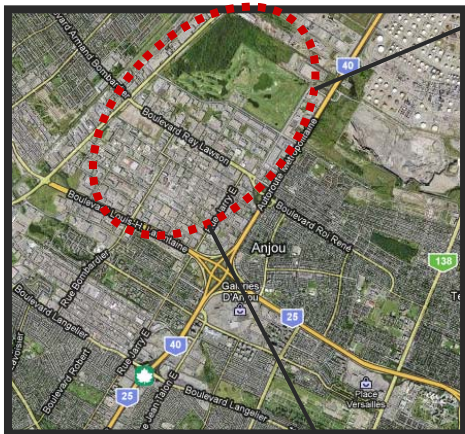 Boulevard Armand Bombardier
40
Boulevard Ray Lawson
Autoroute Métropolitaine
Rue Jarry E
Boulevard Louis-H. Lafontaine
Boulevard Roi René
Anjou
138
Rue Bombardier
Galeries
D'Anjou
Boulevard Langelier
25
Rue Jarry E
40
Boulevard Robert
Rue Jean Talon E
25
Boulevard Langelier
Place
Versailles